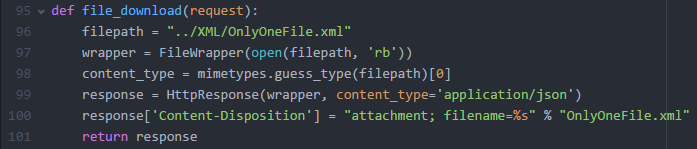 95 def file_download(request):
96     filepath = "../XML/OnlyOneFile.xml"
97     wrapper = FileWrapper(open(filepath, 'rb'))
98     content_type = mimetypes.guess_type(filepath)[0]
99     response = HttpResponse(wrapper, content_type='application/json')
100     response['Content-Disposition'] = "attachment; filename=%s" % "OnlyOneFile.xml"
101     return response